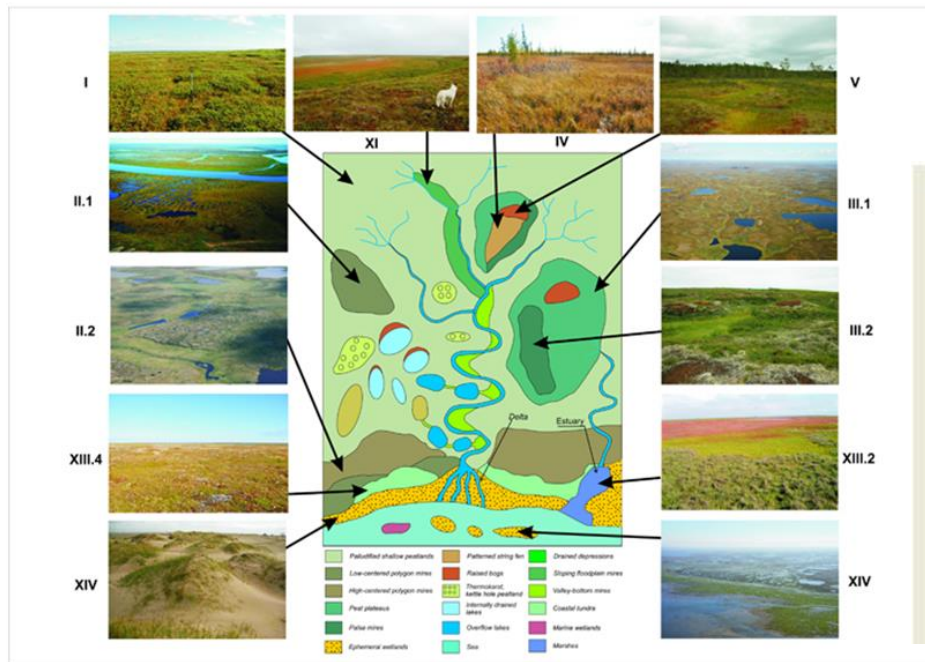 I
V
XI
IV
II.1
III.1
II.2
III.2
Delta
Estuary
XIII.4
XIII.2
XIV
XIV
Paludified shallow peatlands
Patterned string fen
Drained depressions
Low-centered polygon mires
Raised bogs
Sloping floodplain mires
High-centered polygon mires
Thermokarst, kettle hole peatland
Valley-bottom mires
Peat plateaus
Internally drained lakes
Coastal tundra
Palsa mires
Overflow lakes
Marine wetlands
Ephemeral wetlands
Sea
Marshes